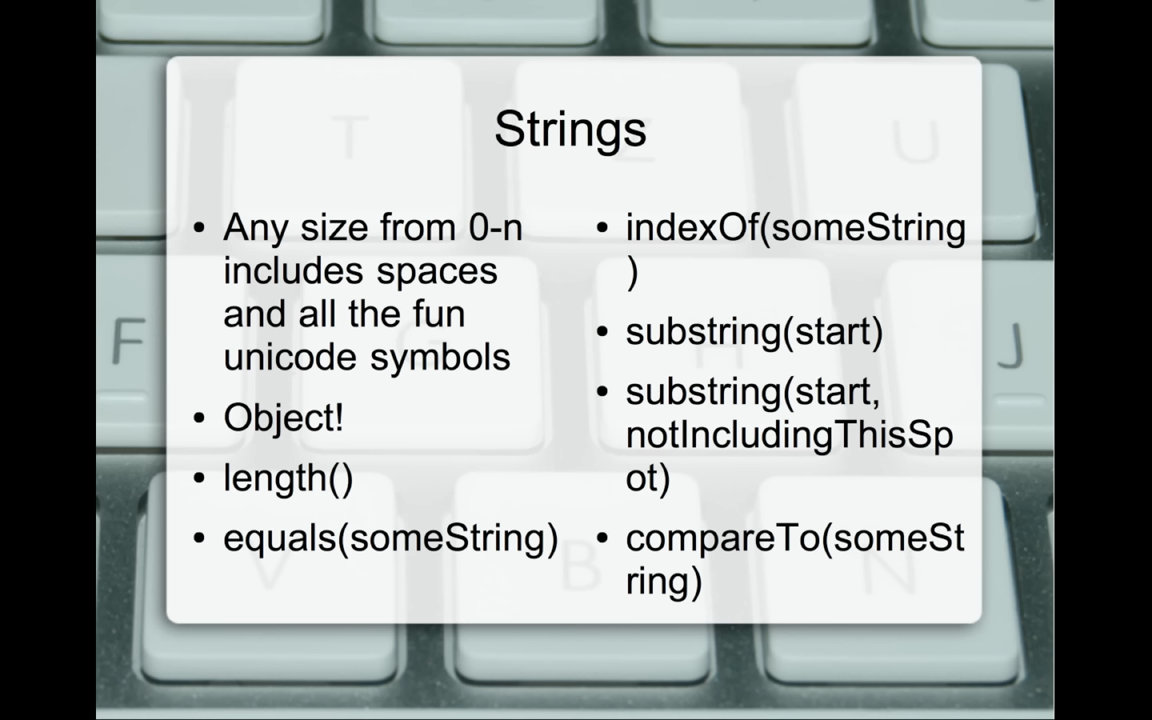 Strings
• Any size from 0-n
includes spaces
and all the fun
unicode symbols
• Object!
• length()
• equals(someString)
• indexOf(someString
)
• substring(start)
• substring(start,
notIncludingThisSp
ot)
• compareTo(someSt
ring)
T
Z
U
F
G
H
J
V
B
N